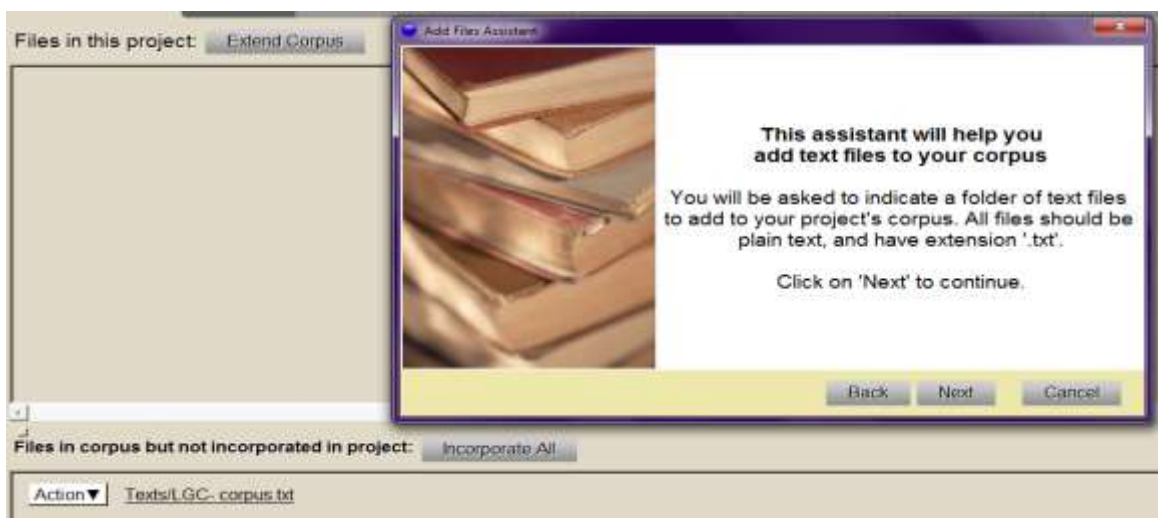 Files in this project: Extend Corpus
Add Files Assistant
This assistant will help you
add text files to your corpus
You will be asked to indicate a folder of text files
to add to your project's corpus. All files should be
plain text, and have extension '.txt'.
Click on 'Next' to continue.
Back Next Cancel
Files in corpus but not incorporated in project: Incorporate All
Action▼ Texts/LGC- corpus.txt